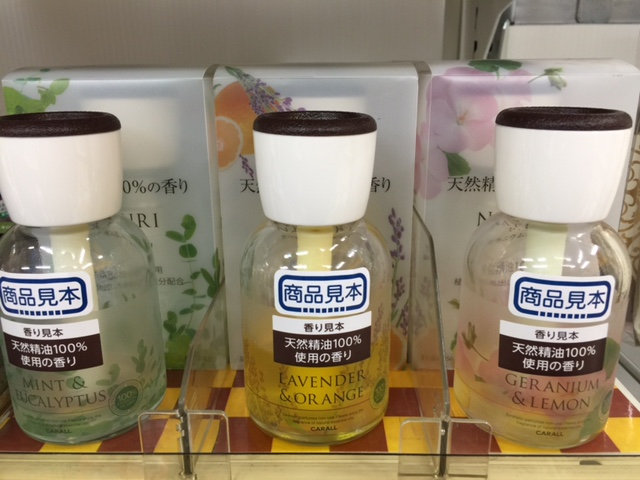 100%の香り
天然精
香り
天然精
URI
商品見本
香り見本
天然精油100%
使用の香り
MINT &
EUCALYPTUS
CARALL
商品見本
香り見本
天然精油100%
使用の香り
LAVENDER
& ORANGE
CARALL
商品見本
香り見本
天然精油100%
使用の香り
GERANIUM
& LEMON
CARALL